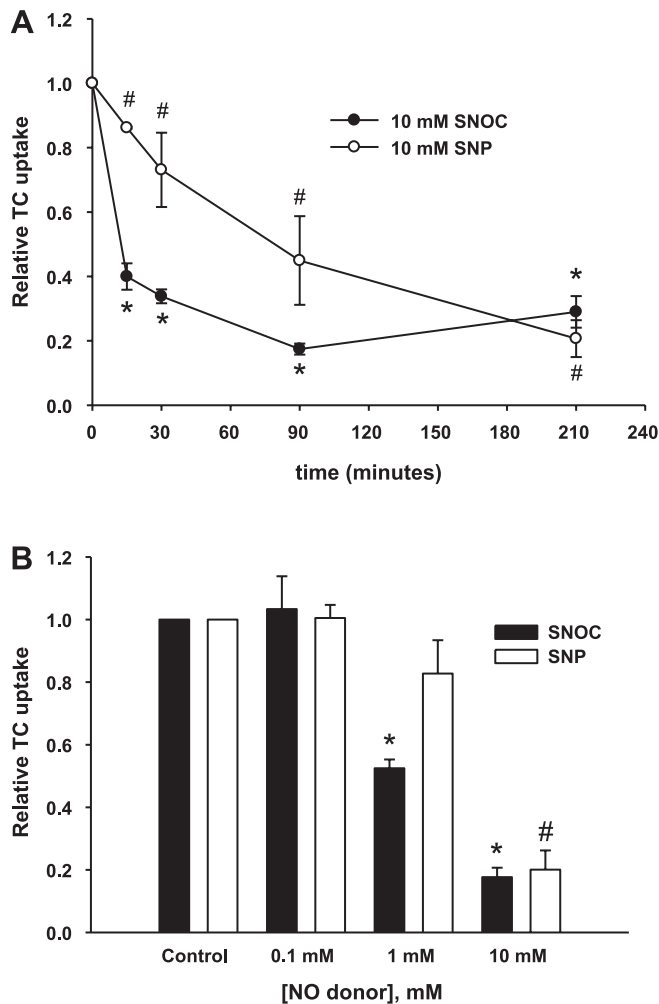 A
1.2
1.0
0.8
0.6
0.4
0.2
0.0
Relative TC uptake
10 mM SNOC
10 mM SNP
#
#
#
*
*
*
*
#
0 30 60 90 120 150 180 210 240
time (minutes)
B
1.2
1.0
0.8
0.6
0.4
0.2
0.0
Relative TC uptake
SNOC
SNP
*
*
#
Control 0.1 mM 1 mM 10 mM
[NO donor], mM